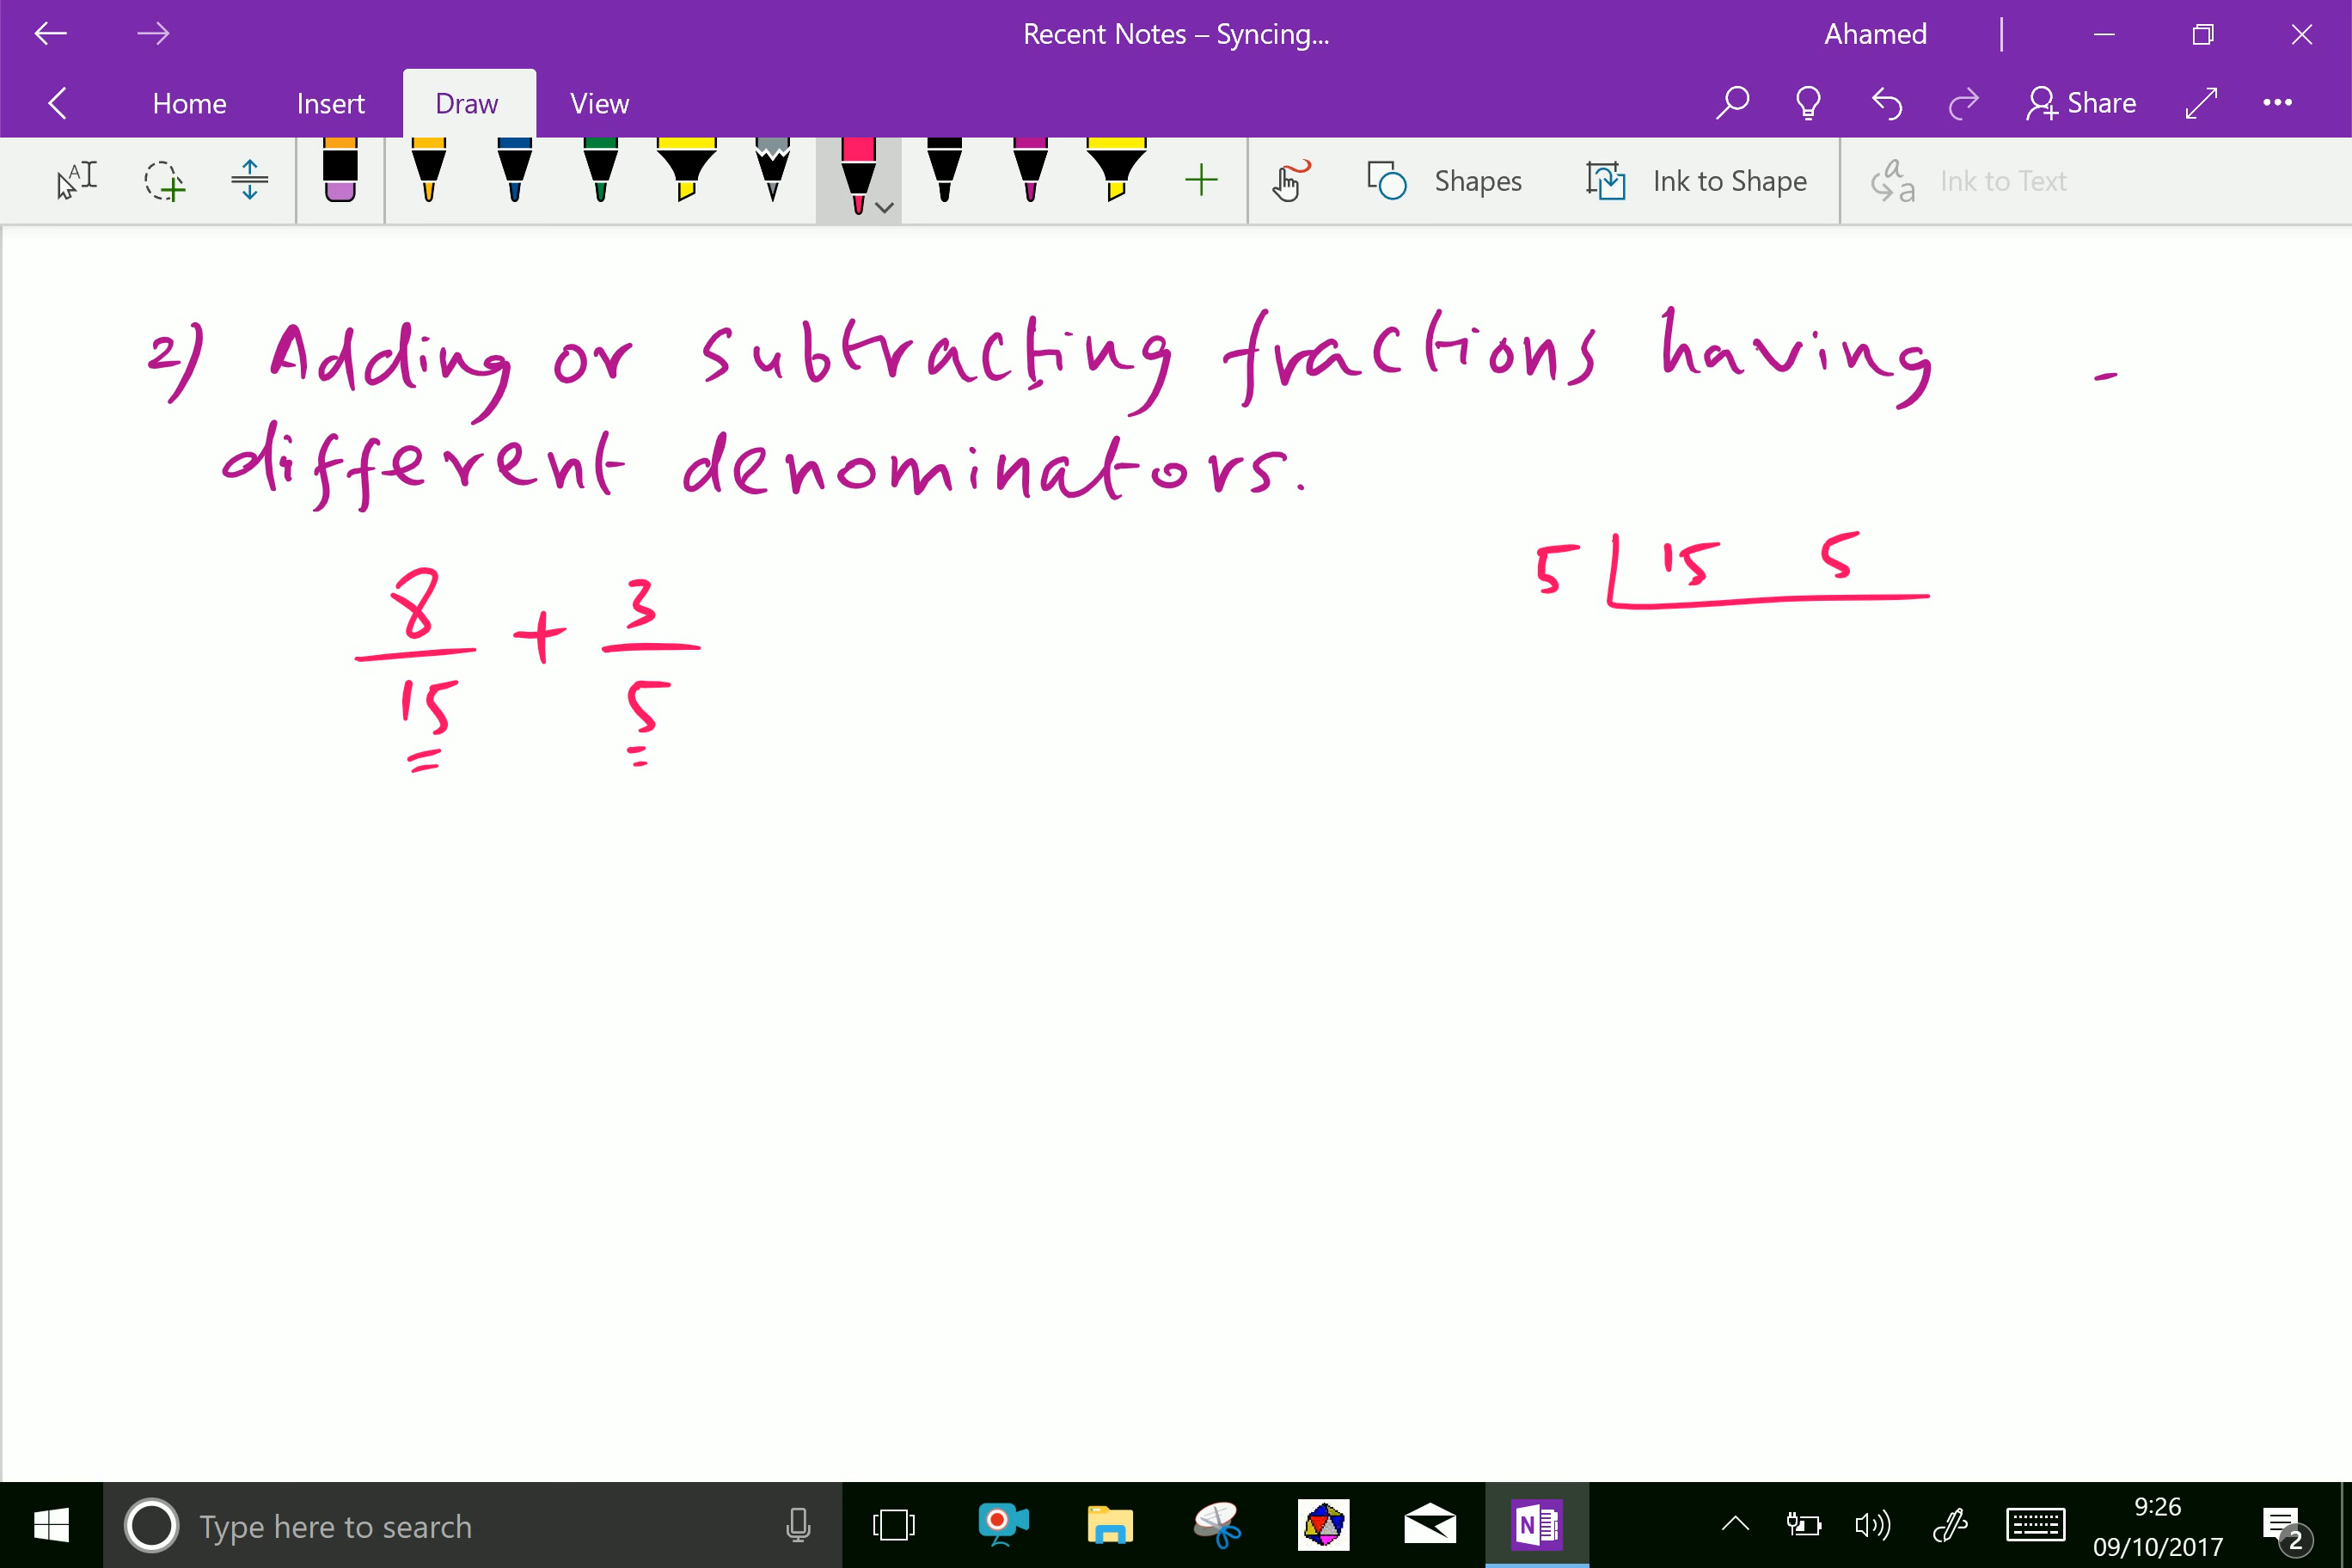 Recent Notes – Syncing...
Ahamed
Home Insert Draw View
Share
Shapes Ink to Shape Ink to Text
2) Adding or subtracting fractions having -
different denominators.
5 | 15 5
8/15 + 3/5
Type here to search
9:26
09/10/2017
2